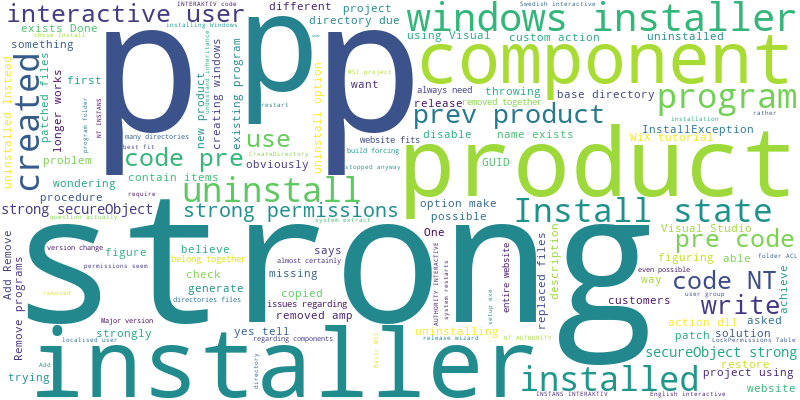 INTERAKTIV code
interactive user
different
project
directory due
windows installer
Swedish interactive
exists Done
something
installing Windows
using Visual
custom action
uninstalled
p p p
component
created
patched files
longer works
first
NT INSTANS
program folder
choose install
new product
undestands inheritance
creating windows
existing program
uninstall option
MSI project
want
restart
always need
throwing
base directory
release
removed together
program
installation
rather
prev product
InstallException
disable
name exists
WiX tutorial
uninstalled Instead
many directories
best fit
use
CreateDirectory
obviously
website fits
build forcing
stopped anyway
GUID
problem
code pre
wondering
contain items
procedure
require
uninstall
product
strong secureObject
strong permissions
question actually
system extract
option make
possible
Install state
Visual Studio
pre code
folder ACL
strong
version change
figure
believe
says
One
belong together
permissions seem
check
missing
almost certainly
generate
directories files
copied
issues regarding
removed amp
Add Remove
Remove programs
removed
Major version
strongly
yes tell
regarding components
AUTHORITY INTERACTIVE
system restarts
setup exe
entire website
replaced files
description
figuring
able
even possible
way
code NT
user group
customers
write
achieve
uninstalling
release wizard
NT AUTHORITY
action dll
asked
LockPermissions Table
patch
solution
secureObject strong
restore
trying
localised user
Add
directory
Basic MSI
installer
installed
project using
website
INSTANS INTERAKTIV
English interactive